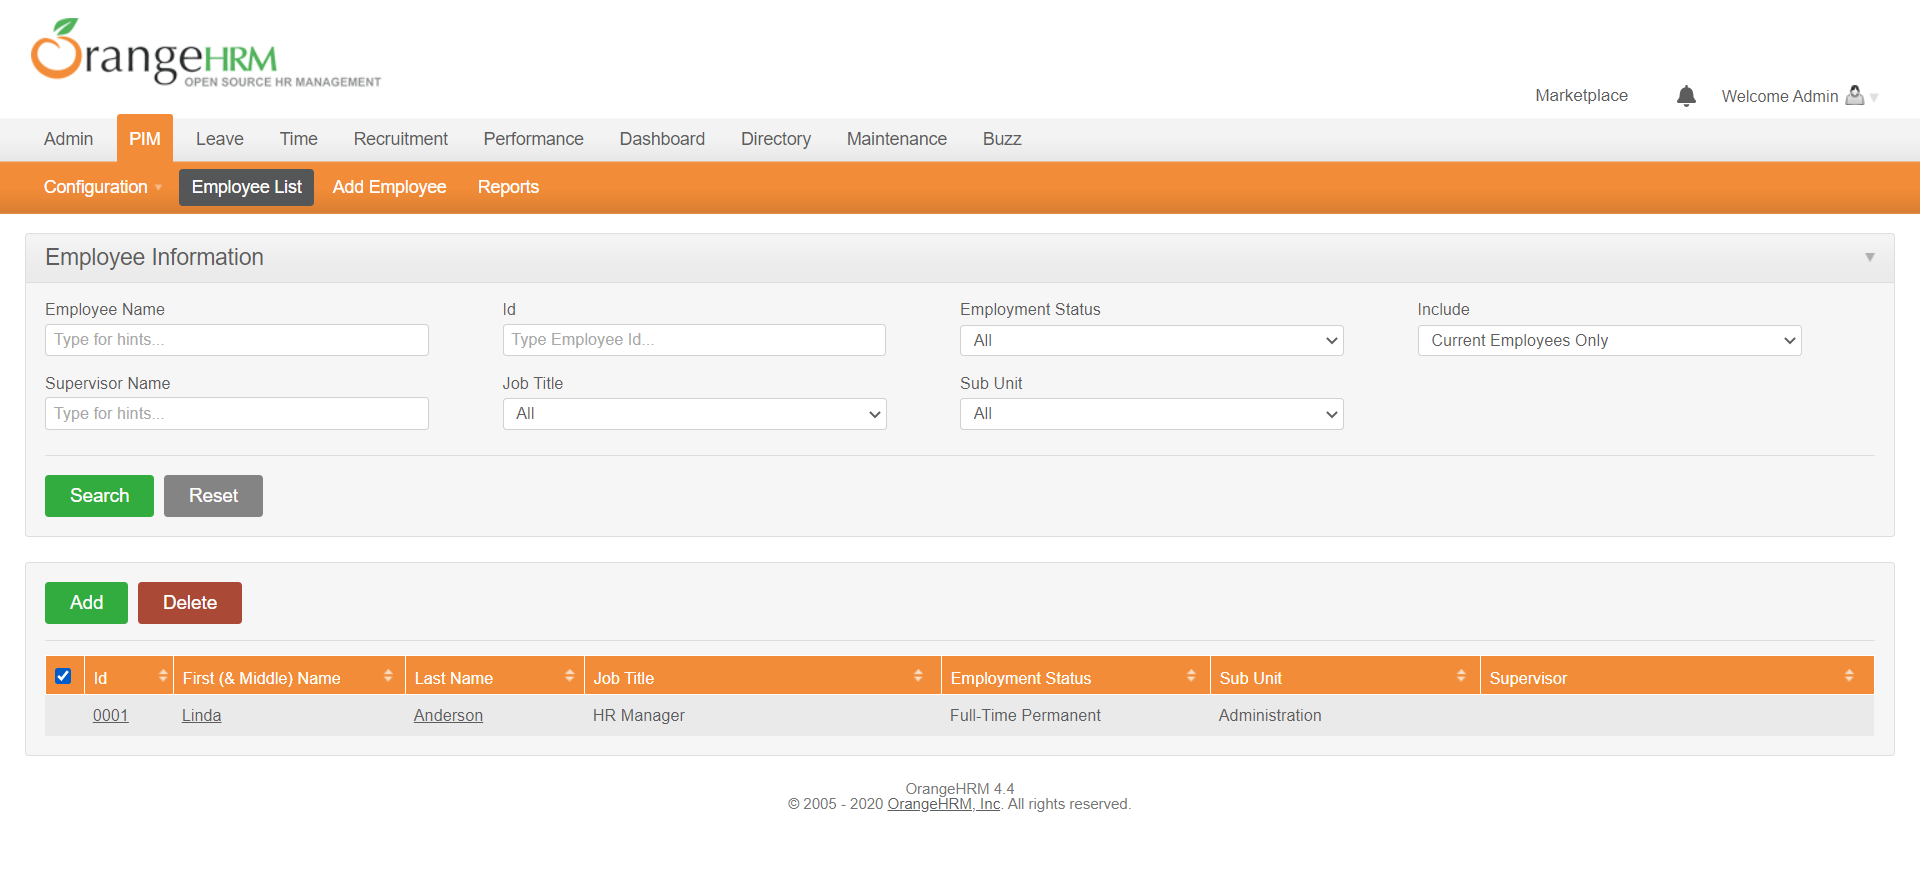 OrangeHRM
OPEN SOURCE HR MANAGEMENT
Marketplace Welcome Admin
Admin PIM Leave Time Recruitment Performance Dashboard Directory Maintenance Buzz
Configuration Employee List Add Employee Reports
Employee Information
Employee Name Id Employment Status Include
Type for hints... Type Employee Id... All Current Employees Only
Supervisor Name Job Title Sub Unit
Type for hints... All All
Search Reset
Add Delete
Id First (& Middle) Name Last Name Job Title Employment Status Sub Unit Supervisor
0001 Linda Anderson HR Manager Full-Time Permanent Administration
OrangeHRM 4.4
© 2005 - 2020 OrangeHRM, Inc. All rights reserved.